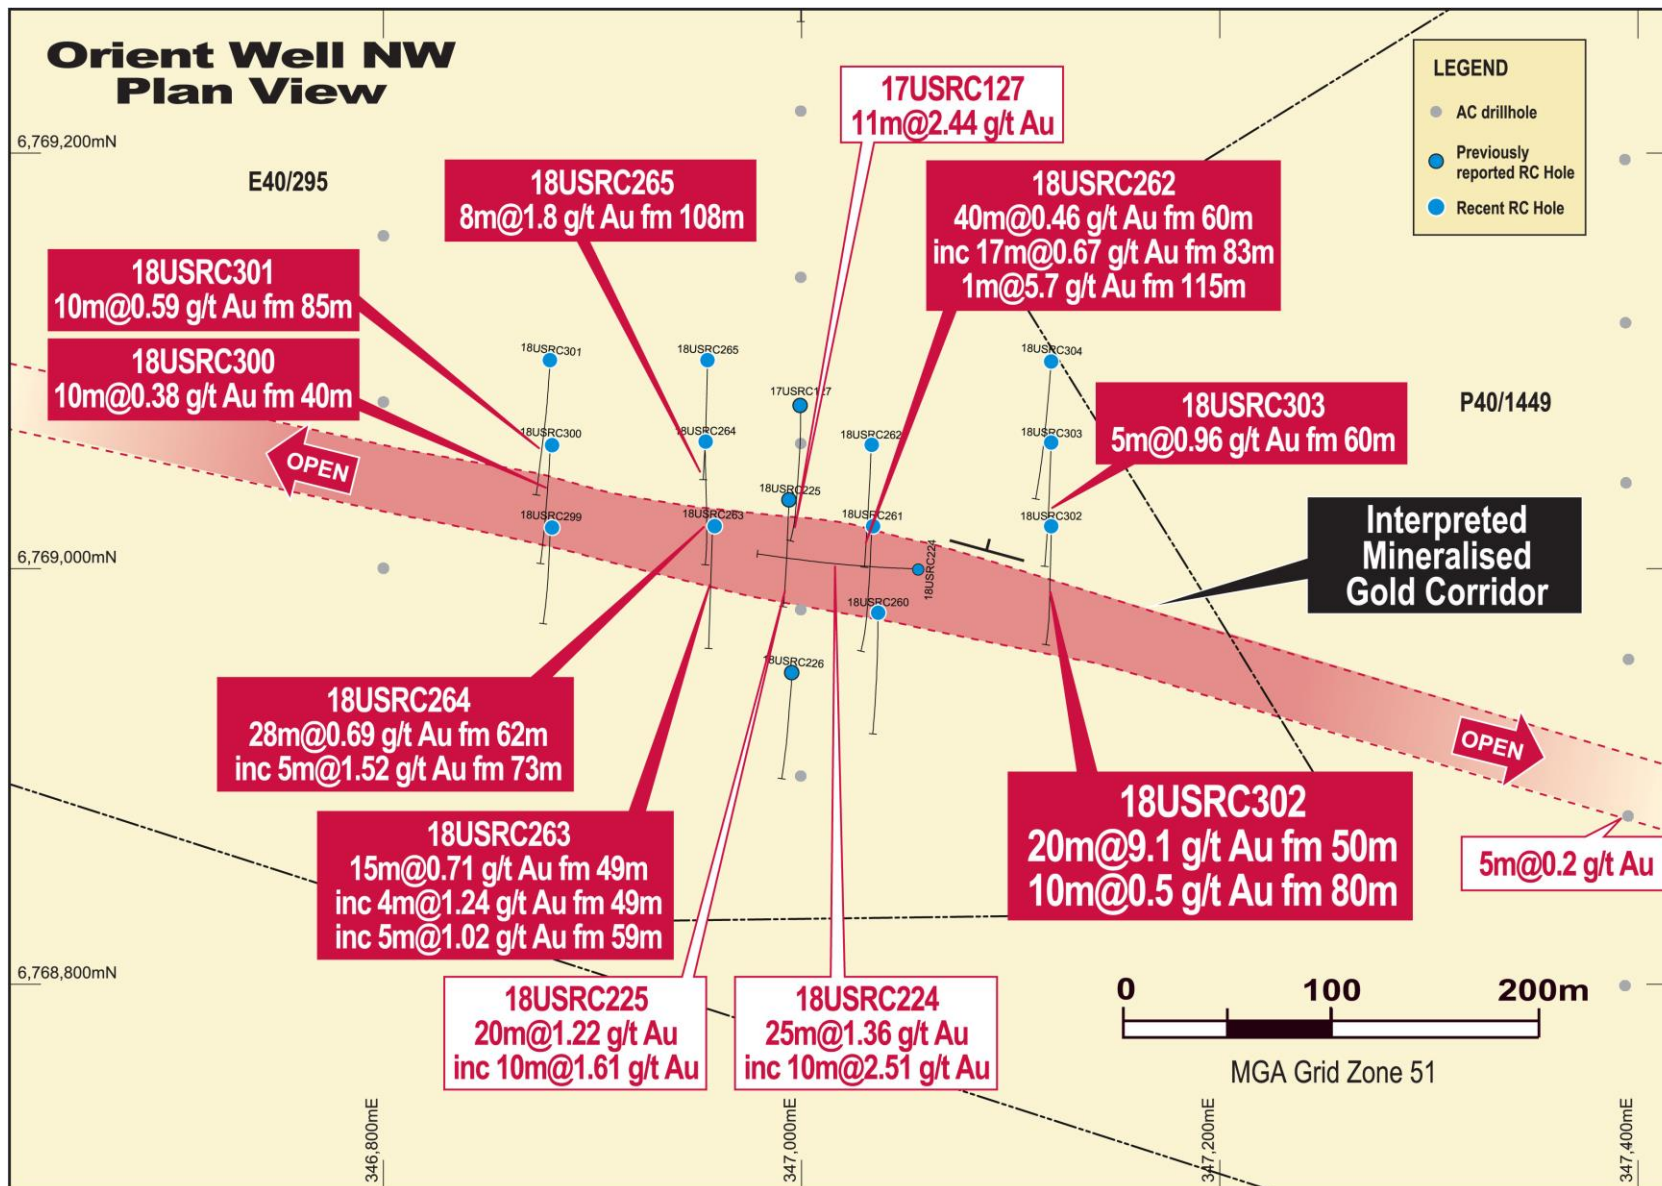 Orient Well NW
Plan View
LEGEND
AC drillhole
Previously
reported RC Hole
Recent RC Hole
17USRC127
11m@2.44 g/t Au
6,769,200mN
E40/295
18USRC265
8m@1.8 g/t Au fm 108m
18USRC262
40m@0.46 g/t Au fm 60m
inc 17m@0.67 g/t Au fm 83m
1m@5.7 g/t Au fm 115m
18USRC301
10m@0.59 g/t Au fm 85m
18USRC300
10m@0.38 g/t Au fm 40m
18USRC301
18USRC265
18USRC304
17USRC127
18USRC303
5m@0.96 g/t Au fm 60m
P40/1449
18USRC300
18USRC264
18USRC262
18USRC303
OPEN
18USRC225
18USRC299
18USRC263
18USRC261
18USRC302
18USRC224
Interpreted
Mineralised
Gold Corridor
6,769,000mN
18USRC260
18USRC226
18USRC264
28m@0.69 g/t Au fm 62m
inc 5m@1.52 g/t Au fm 73m
OPEN
18USRC302
20m@9.1 g/t Au fm 50m
10m@0.5 g/t Au fm 80m
18USRC263
15m@0.71 g/t Au fm 49m
inc 4m@1.24 g/t Au fm 49m
inc 5m@1.02 g/t Au fm 59m
5m@0.2 g/t Au
6,768,800mN
18USRC225
20m@1.22 g/t Au
inc 10m@1.61 g/t Au
18USRC224
25m@1.36 g/t Au
inc 10m@2.51 g/t Au
0 100 200m
MGA Grid Zone 51
346,800mE
347,000mE
347,200mE
347,400mE